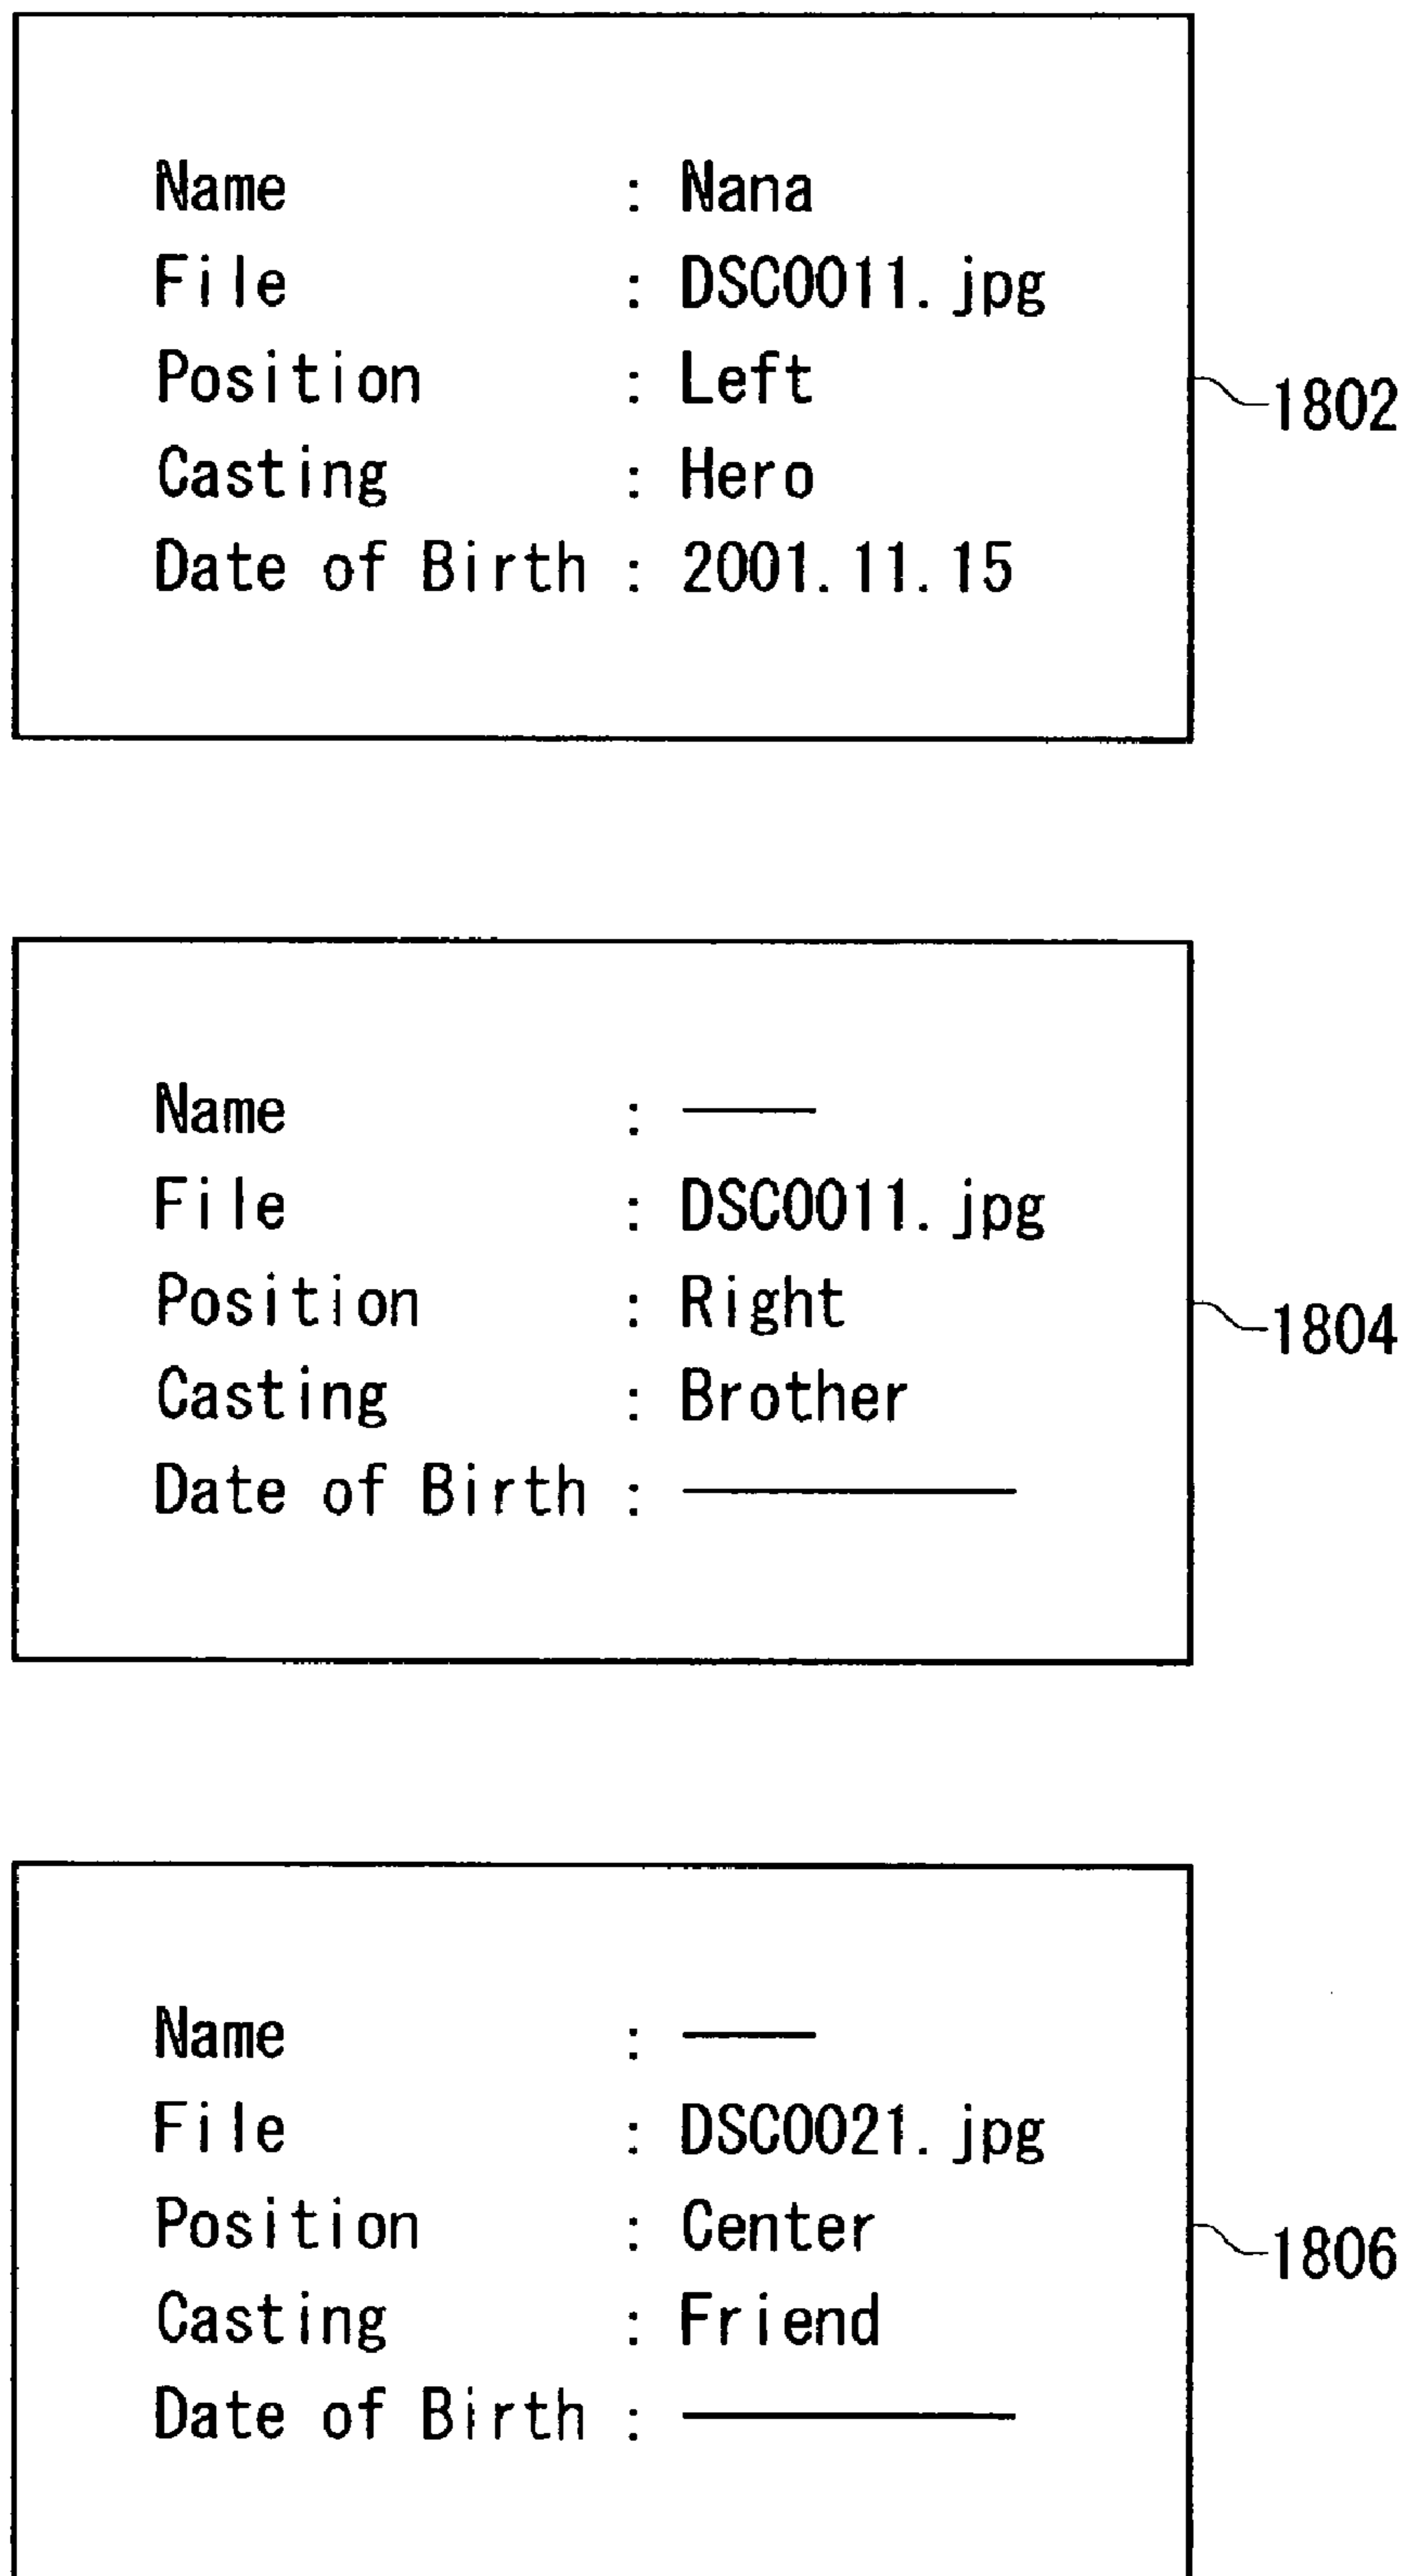 Name : Nana
File : DSC0011.jpg
Position : Left
Casting : Hero
Date of Birth : 2001.11.15
1802
Name : ――――
File : DSC0011.jpg
Position : Right
Casting : Brother
Date of Birth : ――――――――――
1804
Name : ――――
File : DSC0021.jpg
Position : Center
Casting : Friend
Date of Birth : ――――――――――
1806